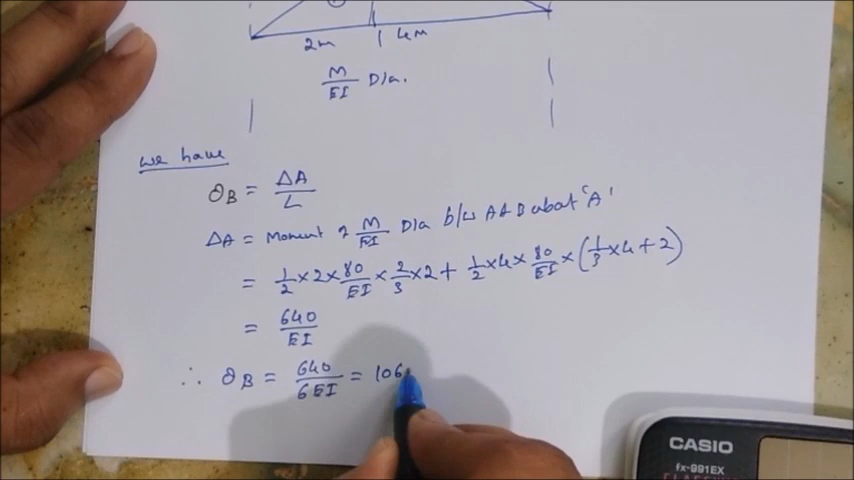 2m | 4m
M/EI Dia.
we have
θB = ΔA/L
ΔA = Moment of M/EI Dia b/w A & B about 'A'
= 1/2 × 2 × 80/EI × 2/3 × 2 + 1/2 × 4 × 80/EI × (1/3 × 4 + 2)
= 640/EI
∴ θB = 640/6EI = 106
CASIO
fx-991EX
CLASSWIZ